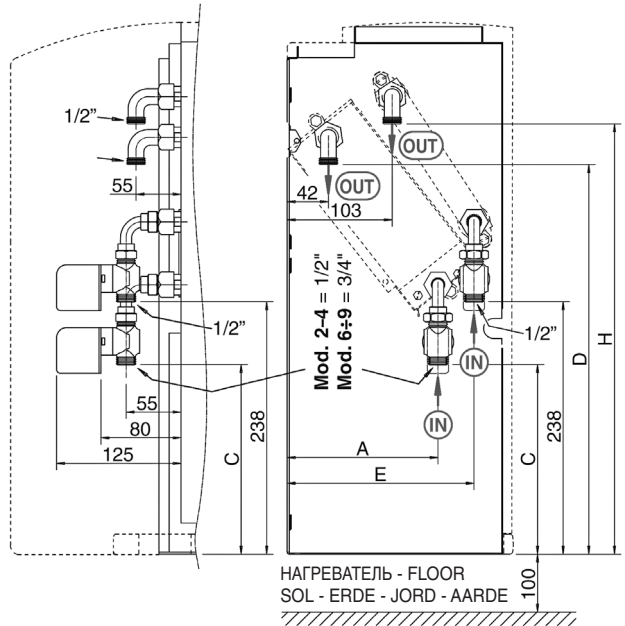 1/2"
55
42
103
OUT
OUT
Mod. 2-4 = 1/2"
Mod. 6÷9 = 3/4"
1/2"
1/2"
IN
IN
55
80
125
C
238
A
E
C
238
D
H
100
НАГРЕВАТЕЛЬ - FLOOR
SOL - ERDE - JORD - AARDE